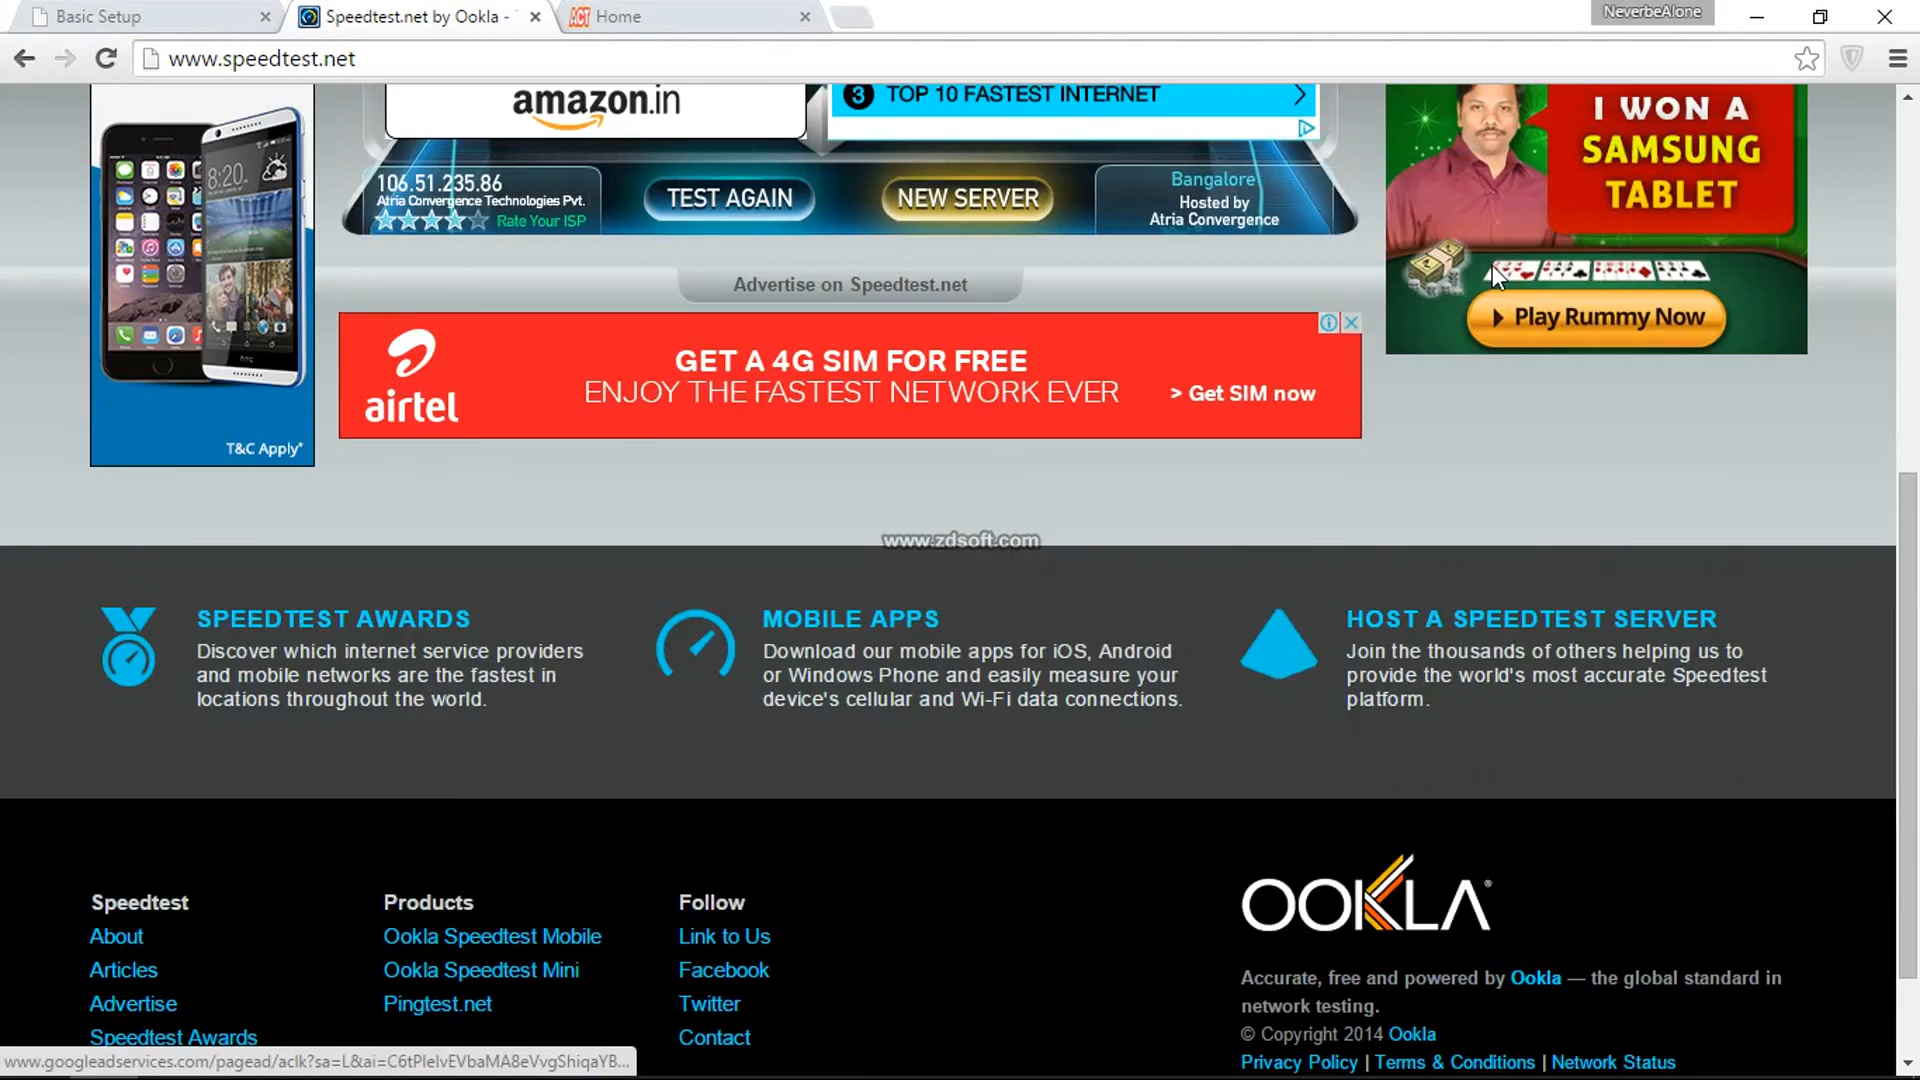 Basic Setup
Speedtest.net by Ookla -
ACT Home
NeverbeAlone
www.speedtest.net
amazon.in
3 TOP 10 FASTEST INTERNET
I WON A
SAMSUNG
TABLET
Play Rummy Now
8:20
hTC
T&C Apply*
106.51.235.86
Atria Convergence Technologies Pvt.
Rate Your ISP
TEST AGAIN
NEW SERVER
Bangalore
Hosted by
Atria Convergence
Advertise on Speedtest.net
airtel
GET A 4G SIM FOR FREE
ENJOY THE FASTEST NETWORK EVER
> Get SIM now
www.zdsoft.com
SPEEDTEST AWARDS
Discover which internet service providers
and mobile networks are the fastest in
locations throughout the world.
MOBILE APPS
Download our mobile apps for iOS, Android
or Windows Phone and easily measure your
device's cellular and Wi-Fi data connections.
HOST A SPEEDTEST SERVER
Join the thousands of others helping us to
provide the world's most accurate Speedtest
platform.
Speedtest
About
Articles
Advertise
Speedtest Awards
Products
Ookla Speedtest Mobile
Ookla Speedtest Mini
Pingtest.net
Follow
Link to Us
Facebook
Twitter
Contact
OOKLA®
Accurate, free and powered by Ookla — the global standard in
network testing.
© Copyright 2014 Ookla
Privacy Policy | Terms & Conditions | Network Status
www.googleadservices.com/pagead/aclk?sa=L&ai=C6tPleIvEVbaMA8eVvgShiqaYB...